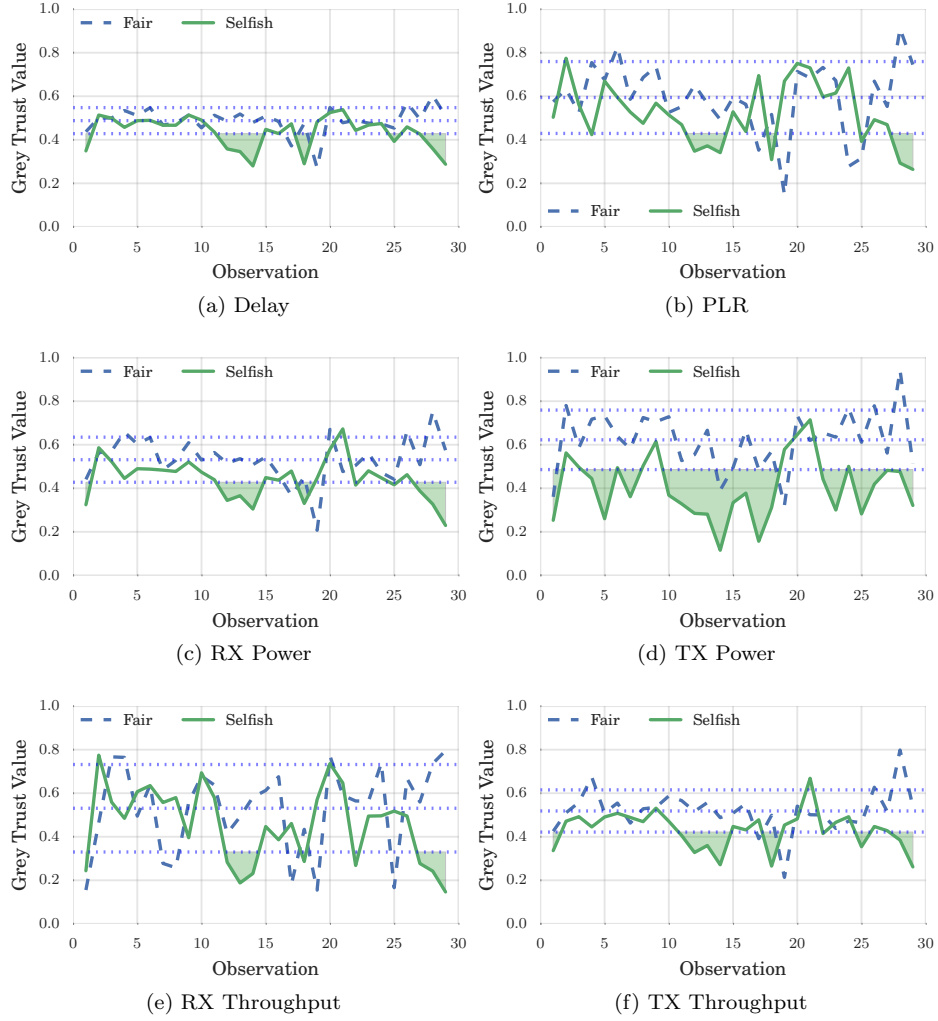 1.0
0.8
0.6
0.4
0.2
0.0
Grey Trust Value
Fair
Selfish
0 5 10 15 20 25 30
Observation
(a) Delay
1.0
0.8
0.6
0.4
0.2
0.0
Grey Trust Value
Fair
Selfish
0 5 10 15 20 25 30
Observation
(b) PLR
1.0
0.8
0.6
0.4
0.2
0.0
Grey Trust Value
Fair
Selfish
0 5 10 15 20 25 30
Observation
(c) RX Power
1.0
0.8
0.6
0.4
0.2
0.0
Grey Trust Value
Fair
Selfish
0 5 10 15 20 25 30
Observation
(d) TX Power
1.0
0.8
0.6
0.4
0.2
0.0
Grey Trust Value
Fair
Selfish
0 5 10 15 20 25 30
Observation
(e) RX Throughput
1.0
0.8
0.6
0.4
0.2
0.0
Grey Trust Value
Fair
Selfish
0 5 10 15 20 25 30
Observation
(f) TX Throughput